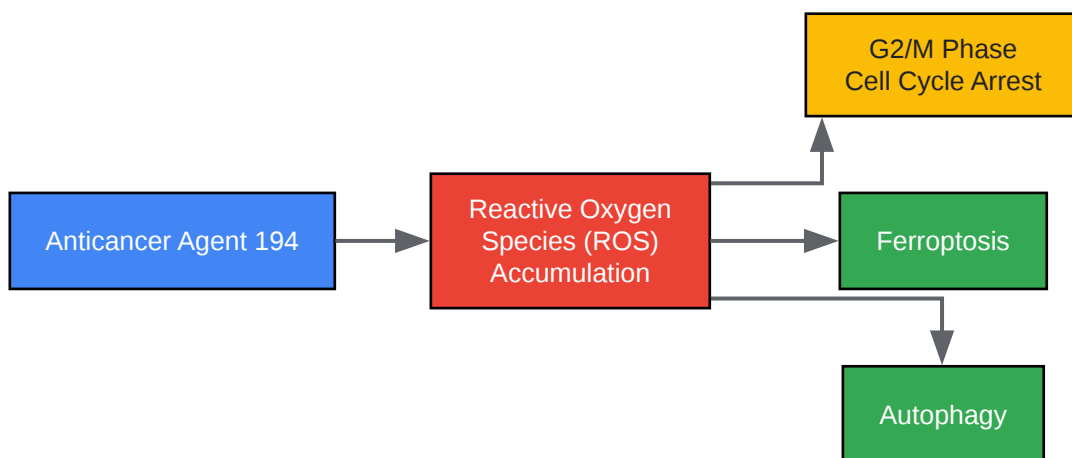 G2/M Phase
Cell Cycle Arrest
Anticancer Agent 194
Reactive Oxygen
Species (ROS)
Accumulation
Ferroptosis
Autophagy